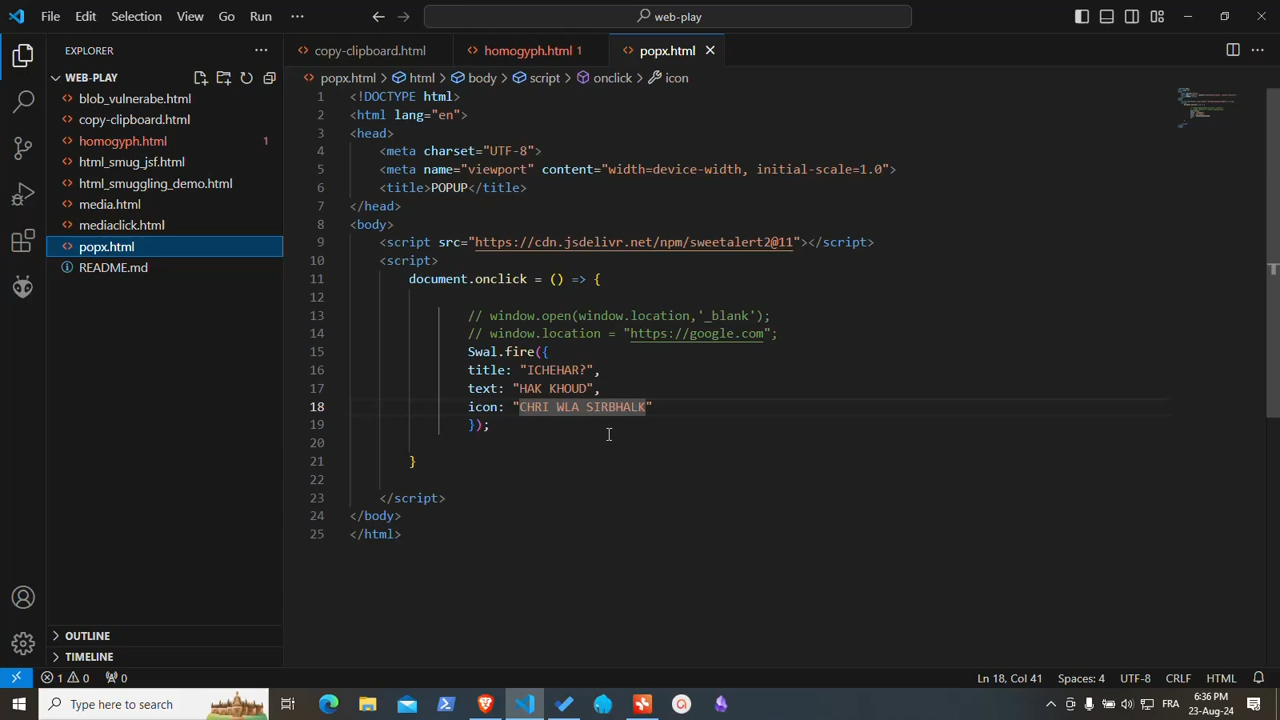 File Edit Selection View Go Run ··· web-play
EXPLORER ···
WEB-PLAY
blob_vulnerabe.html
copy-clipboard.html
homogyph.html 1
html_smug_jsf.html
html_smuggling_demo.html
media.html
mediaclick.html
popx.html
README.md
OUTLINE
TIMELINE
copy-clipboard.html homogyph.html 1 popx.html
popx.html > html > body > script > onclick > icon
1 <!DOCTYPE html>
2 <html lang="en">
3 <head>
4 <meta charset="UTF-8">
5 <meta name="viewport" content="width=device-width, initial-scale=1.0">
6 <title>POPUP</title>
7 </head>
8 <body>
9 <script src="https://cdn.jsdelivr.net/npm/sweetalert2@11"></script>
10 <script>
11 document.onclick = () => {
12
13 // window.open(window.location,'_blank');
14 // window.location = "https://google.com";
15 Swal.fire({
16 title: "ICHEHAR?",
17 text: "HAK KHOUD",
18 icon: "CHRI WLA SIRBHALK"
19 });
20
21 }
22
23 </script>
24 </body>
25 </html>
1 0 0 Ln 18, Col 41 Spaces: 4 UTF-8 CRLF HTML
Type here to search FRA 6:36 PM
23-Aug-24